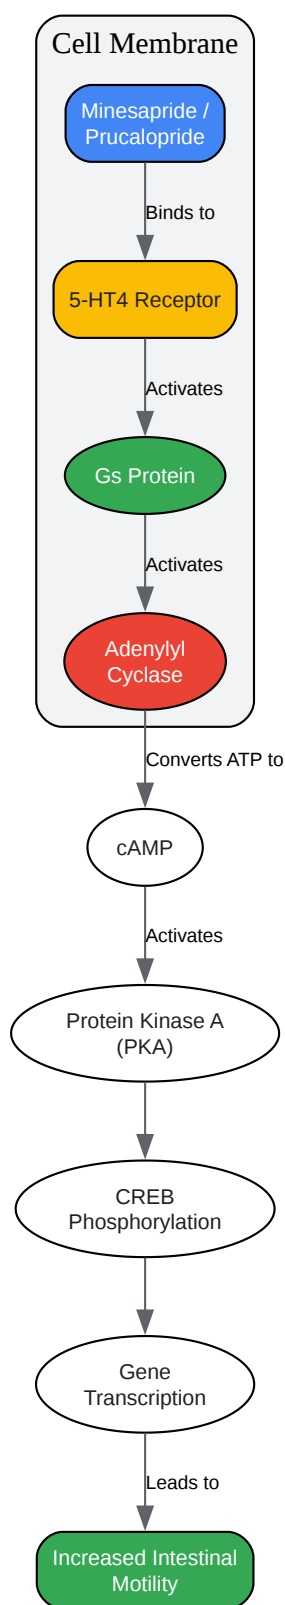 Cell Membrane
Minesapride /
Prucalopride
Binds to
5-HT4 Receptor
Activates
Gs Protein
Activates
Adenylyl
Cyclase
Converts ATP to
cAMP
Activates
Protein Kinase A
(PKA)
CREB
Phosphorylation
Gene
Transcription
Leads to
Increased Intestinal
Motility